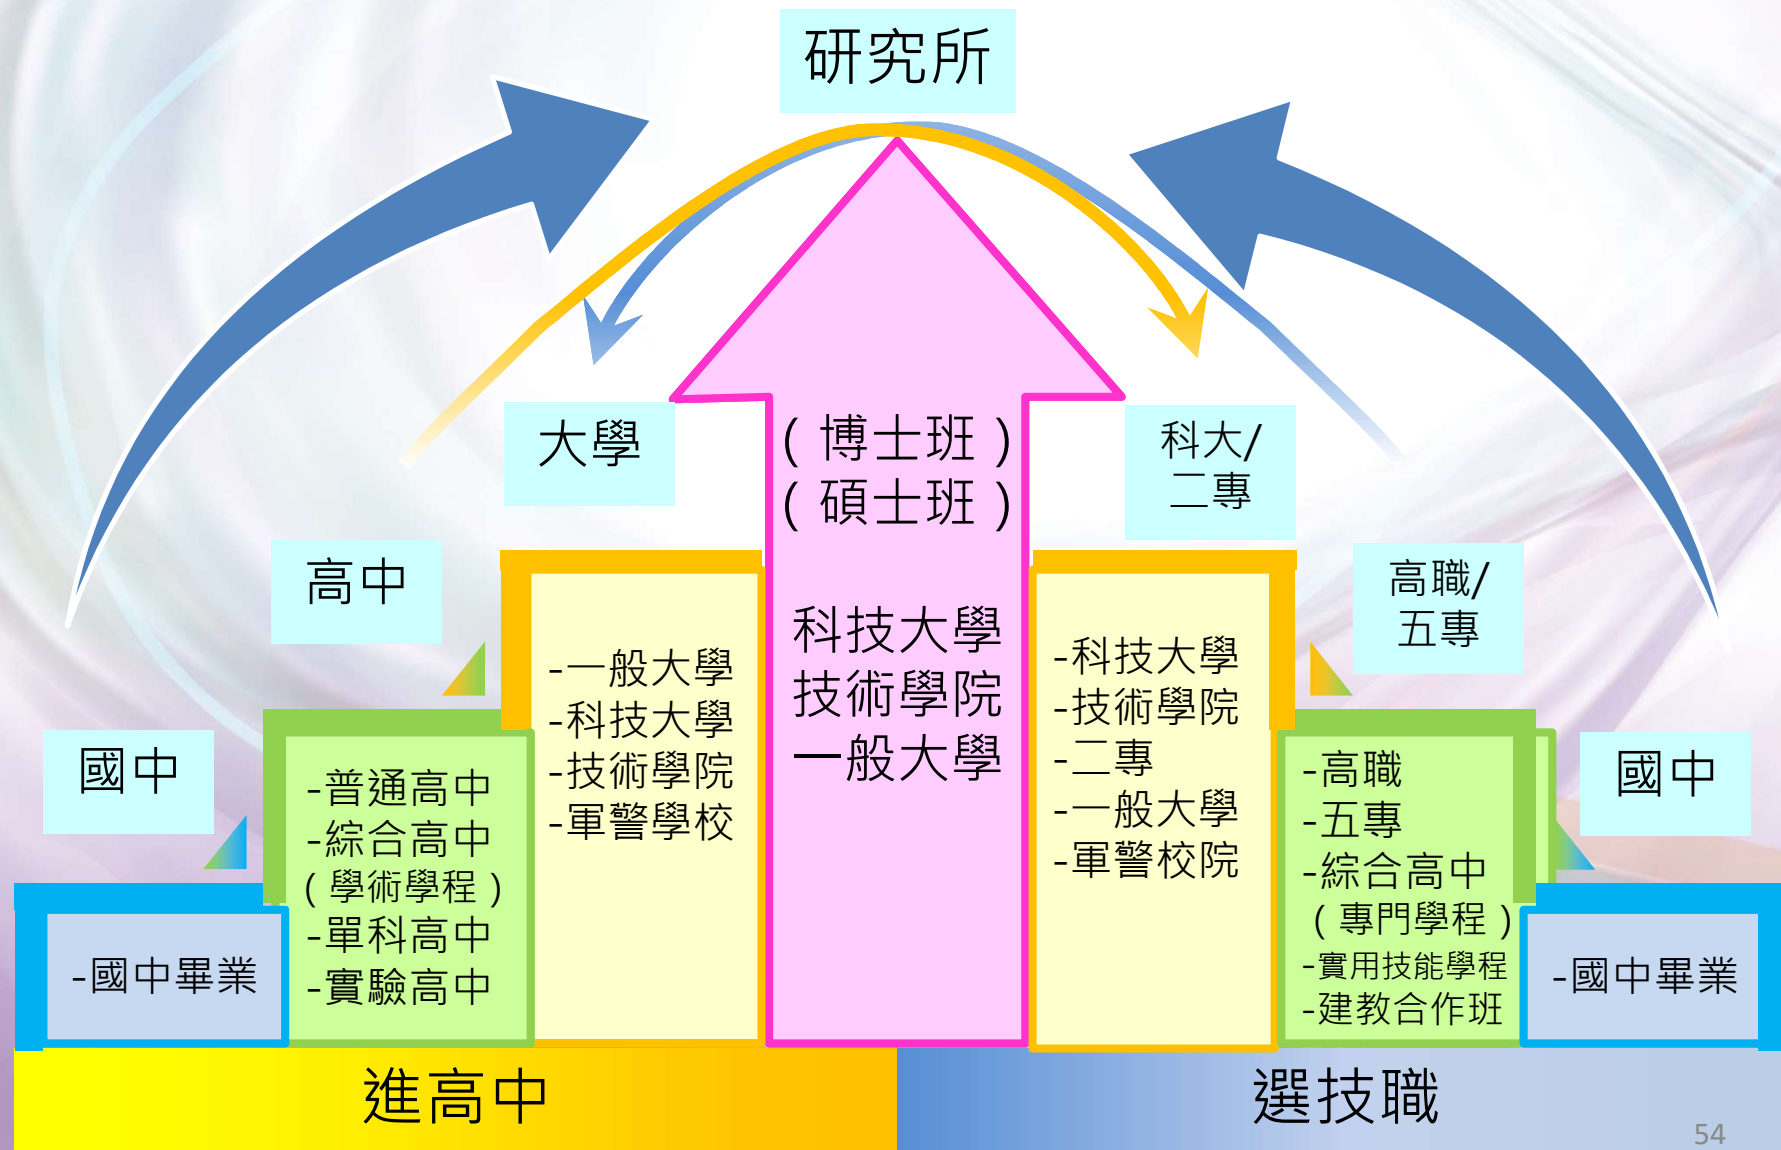 研究所
大學
(博士班)
(碩士班)
科技大學
技術學院
一般大學
科大/
二專
高中
高職/
五專
國中
國中
-國中畢業
-普通高中
-綜合高中
(學術學程)
-單科高中
-實驗高中
-一般大學
-科技大學
-技術學院
-軍警學校
-科技大學
-技術學院
-二專
-一般大學
-軍警校院
-高職
-五專
-綜合高中
(專門學程)
-實用技能學程
-建教合作班
-國中畢業
進高中
選技職
54